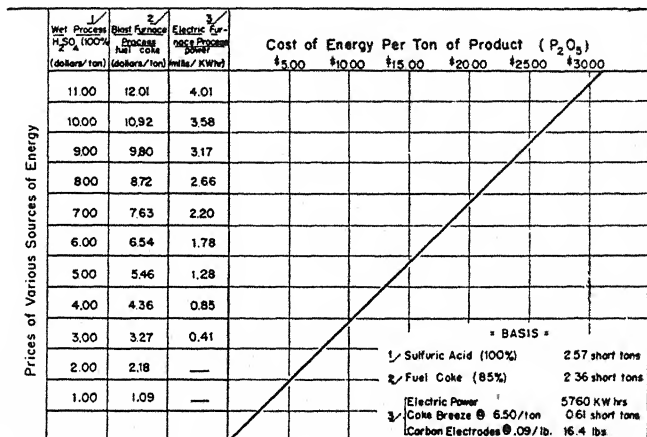 1/ 2/ 3/
Wet Process Blast Furnace Electric Fur-
H2SO4 (100%) Process nace Process
fuel coke power
(dollars/ton) (dollars/ton) (mills/KWhr)
Cost of Energy Per Ton of Product (P2O5)
$5.00 $10.00 $15.00 $20.00 $25.00 $30.00
Prices of Various Sources of Energy
11.00 12.01 4.01
10.00 10.92 3.58
9.00 9.80 3.17
8.00 8.72 2.66
7.00 7.63 2.20
6.00 6.54 1.78
5.00 5.46 1.28
4.00 4.36 0.85
3.00 3.27 0.41
2.00 2.18 —
1.00 1.09 —
= BASIS =
1/ Sulfuric Acid (100%) 2.57 short tons
2/ Fuel Coke (85%) 2.36 short tons
Electric Power 5760 KW hrs
3/ Coke Breeze @ 6.50/ton 0.61 short tons
Carbon Electrodes @ .09/lb. 16.4 lbs.